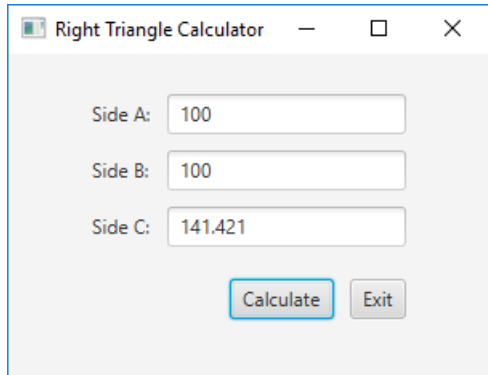 Right Triangle Calculator
Side A: 100
Side B: 100
Side C: 141.421
Calculate Exit